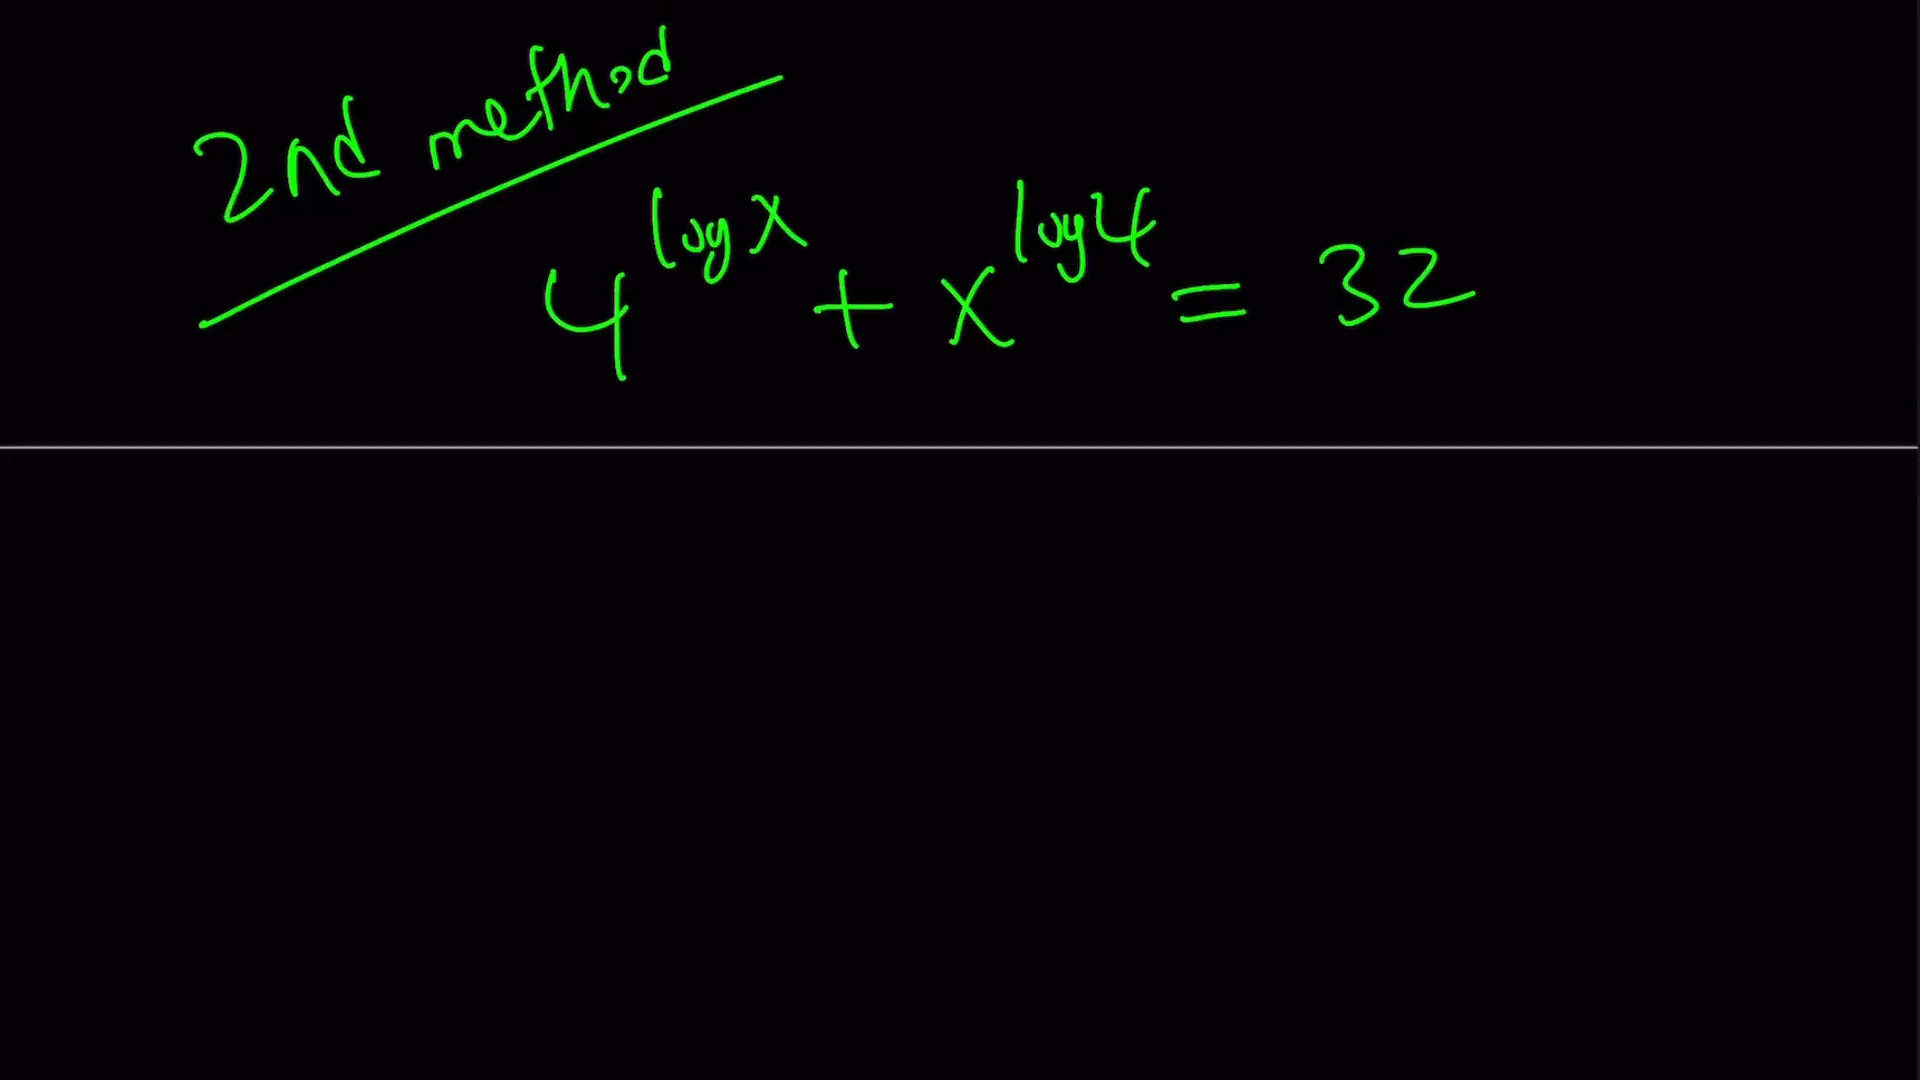 2nd method
4^{log x} + x^{log 4} = 32